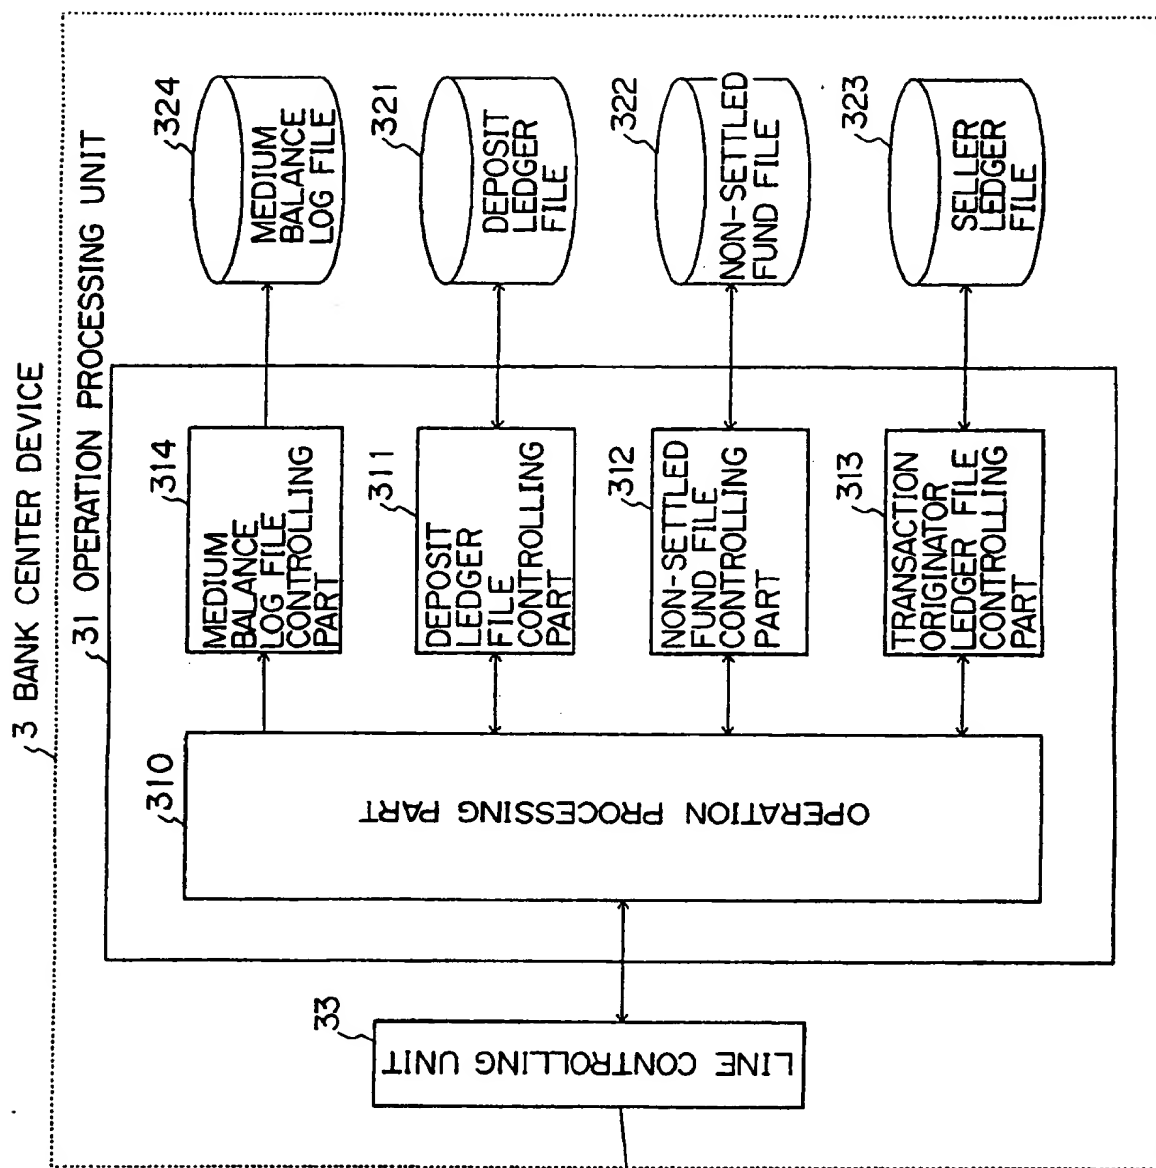 3 BANK CENTER DEVICE
31 OPERATION PROCESSING UNIT
324
MEDIUM
BALANCE
LOG FILE
321
DEPOSIT
LEDGER
FILE
322
NON-SETTLED
FUND FILE
323
SELLER
LEDGER
FILE
314
MEDIUM
BALANCE
LOG FILE
CONTROLLING
PART
311
DEPOSIT
LEDGER
FILE
CONTROLLING
PART
312
NON-SETTLED
FUND FILE
CONTROLLING
PART
313
TRANSACTION
ORIGINATOR
LEDGER FILE
CONTROLLING
PART
310
OPERATION PROCESSING PART
33
LINE CONTROLLING UNIT